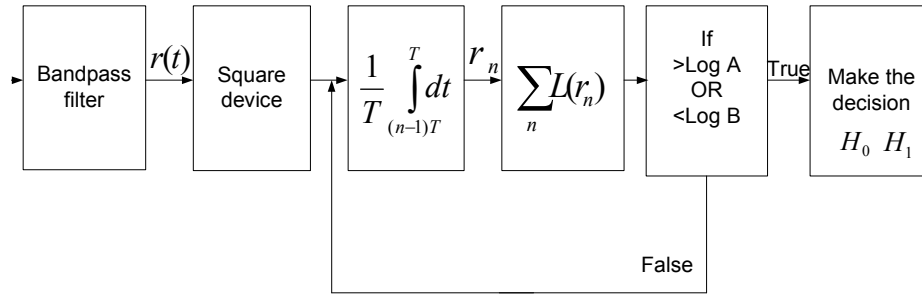 Bandpass
filter
r(t)
Square
device
1/T ∫_{(n−1)T}^{T} dt
r_n
∑_n L(r_n)
If
>Log A
OR
<Log B
True
Make the
decision
H_0 H_1
False